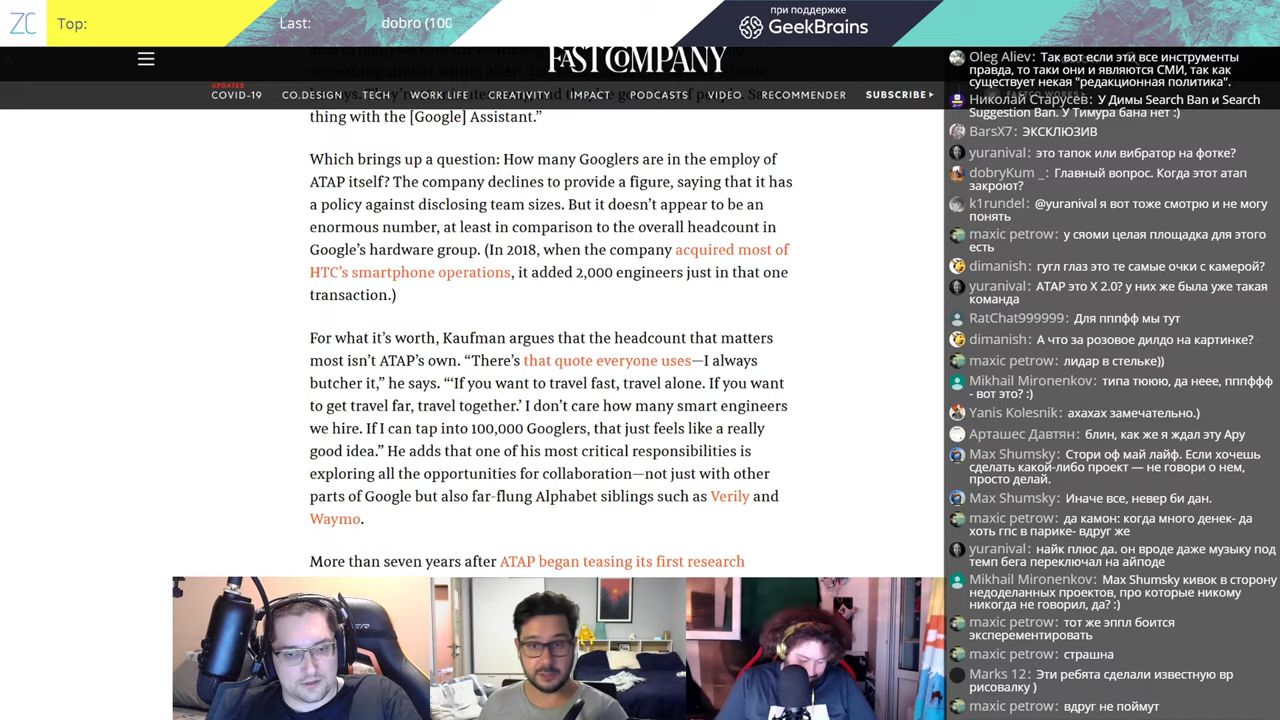 ZC
Top:
Last:
dobro (100
при поддержке
GeekBrains
FAST COMPANY
UPDATES
COVID-19
CO.DESIGN
TECH
WORK LIFE
CREATIVITY
IMPACT
PODCASTS
VIDEO
RECOMMENDER
SUBSCRIBE
thing with the [Google] Assistant.”
Which brings up a question: How many Googlers are in the employ of
ATAP itself? The company declines to provide a figure, saying that it has
a policy against disclosing team sizes. But it doesn’t appear to be an
enormous number, at least in comparison to the overall headcount in
Google’s hardware group. (In 2018, when the company acquired most of
HTC’s smartphone operations, it added 2,000 engineers just in that one
transaction.)
For what it’s worth, Kaufman argues that the headcount that matters
most isn’t ATAP’s own. “There’s that quote everyone uses—I always
butcher it,” he says. “‘If you want to travel fast, travel alone. If you want
to get travel far, travel together.’ I don’t care how many smart engineers
we hire. If I can tap into 100,000 Googlers, that just feels like a really
good idea.” He adds that one of his most critical responsibilities is
exploring all the opportunities for collaboration—not just with other
parts of Google but also far-flung Alphabet siblings such as Verily and
Waymo.
More than seven years after ATAP began teasing its first research
Oleg Aliev: Так вот если эти все инструменты
правда, то таки они и являются СМИ, так как
существует некая "редакционная политика".
Николай Старусев: У Димы Search Ban и Search
Suggestion Ban. У Тимура бана нет :)
BarsX7: ЭКСКЛЮЗИВ
yuranival: это тапок или вибратор на фотке?
dobryKum _: Главный вопрос. Когда этот атап
закроют?
k1rundel: @yuranival я вот тоже смотрю и не могу
понять
maxic petrow: у сяоми целая площадка для этого
есть
dimanish: гугл глаз это те самые очки с камерой?
yuranival: АТАР это X 2.0? у них же была уже такая
команда
RatChat999999: Для пппфф мы тут
dimanish: А что за розовое дилдо на картинке?
maxic petrow: лидар в стельке))
Mikhail Mironenkov: типа тююю, да неее, пппффф
- вот это? :)
Yanis Kolesnik: ахахах замечательно.)
Арташес Давтян: блин, как же я ждал эту Ару
Max Shumsky: Стори оф май лайф. Если хочешь
сделать какой-либо проект — не говори о нем,
просто делай.
Max Shumsky: Иначе все, невер би дан.
maxic petrow: да камон: когда много денек- да
хоть гпс в парике- вдруг же
yuranival: найк плюс да. он вроде даже музыку под
темп бега переключал на айподе
Mikhail Mironenkov: Max Shumsky кивок в сторону
недоделанных проектов, про которые никому
никогда не говорил, да? :)
maxic petrow: тот же эппл боится
эксперементировать
maxic petrow: страшна
Marks 12: Эти ребята сделали известную вр
рисовалку )
maxic petrow: вдруг не поймут